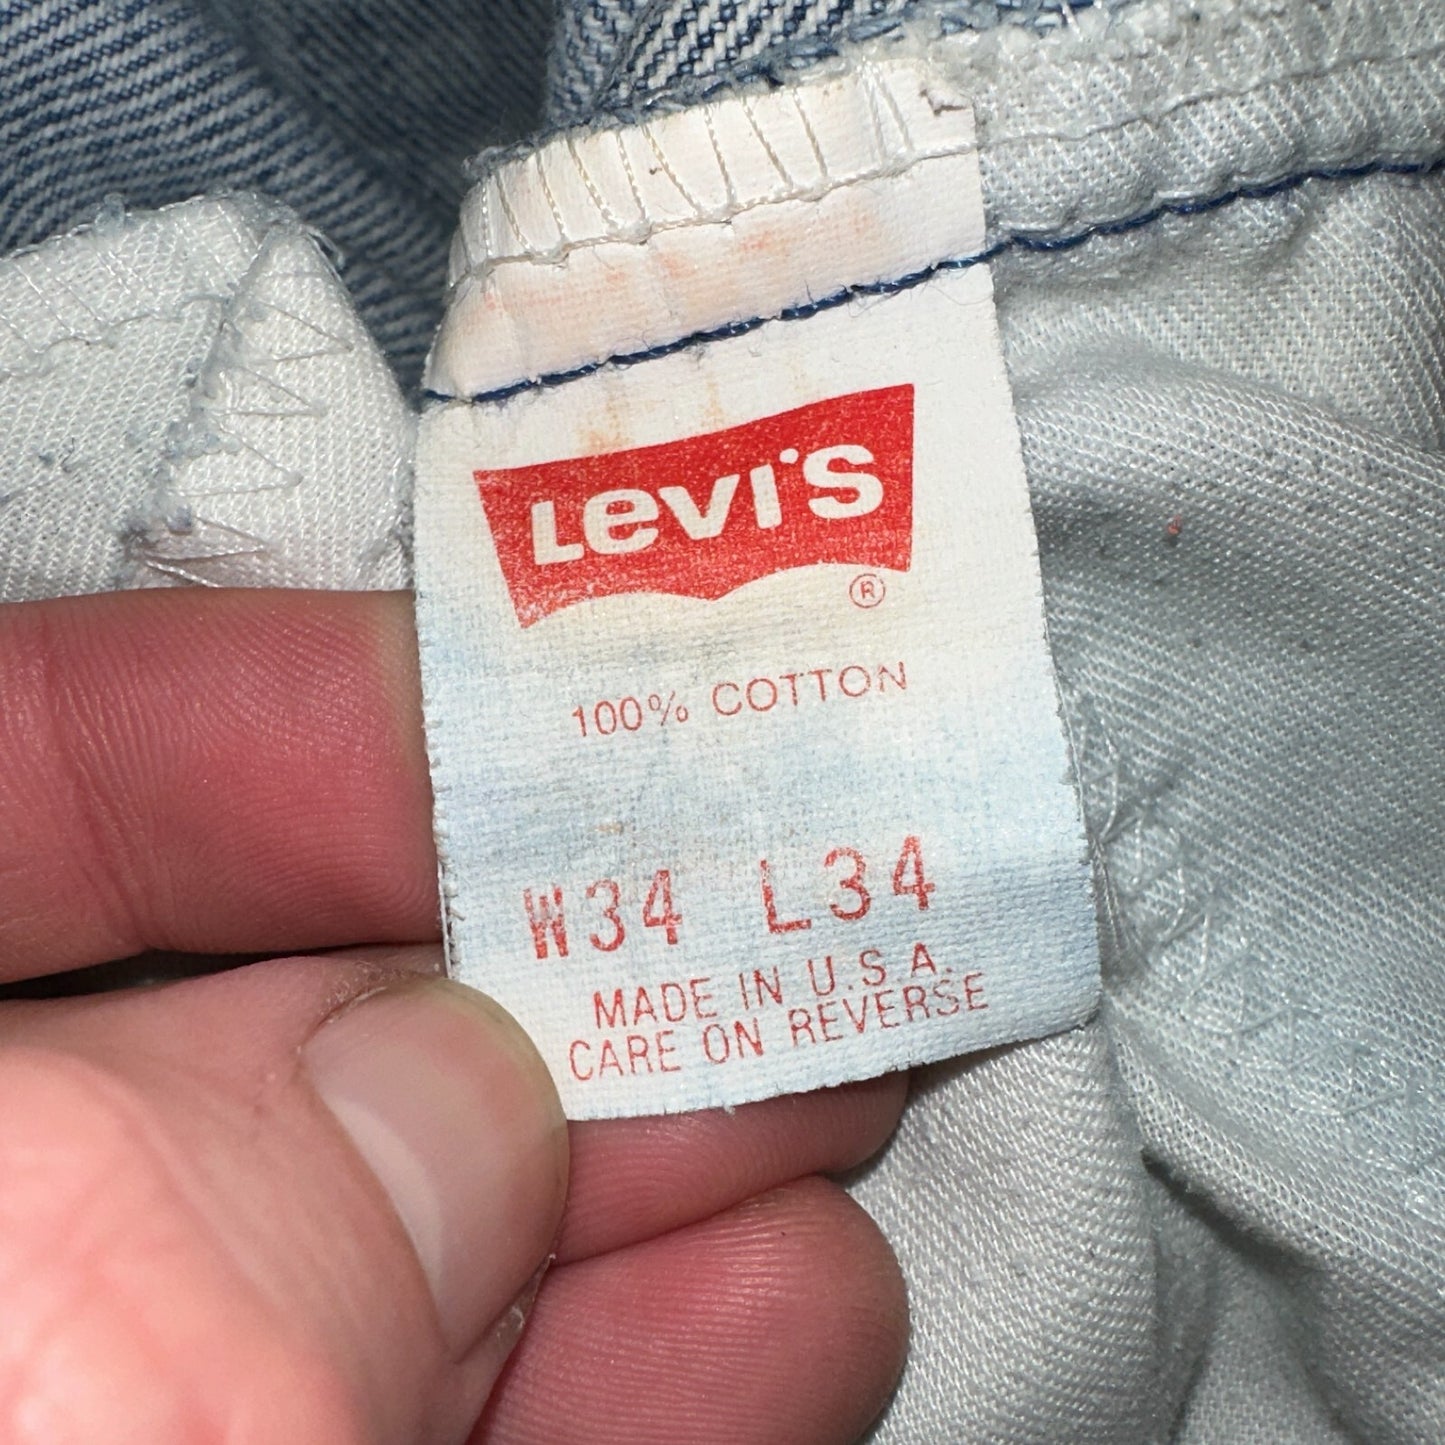 Levi's
®
100% COTTON
W34 L34
MADE IN U.S.A.
CARE ON REVERSE